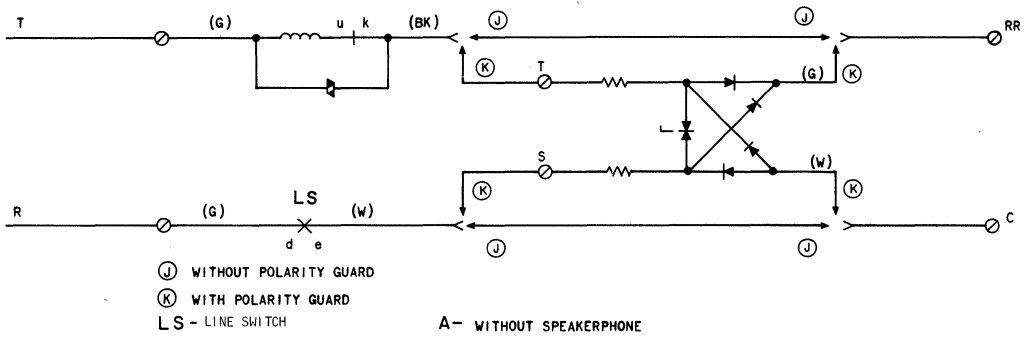 T (G) u k (BK) J J RR
K T (G) K
K S (W) K
R (G) LS (W) C
d e J J
J WITHOUT POLARITY GUARD
K WITH POLARITY GUARD
LS - LINE SWITCH A- WITHOUT SPEAKERPHONE